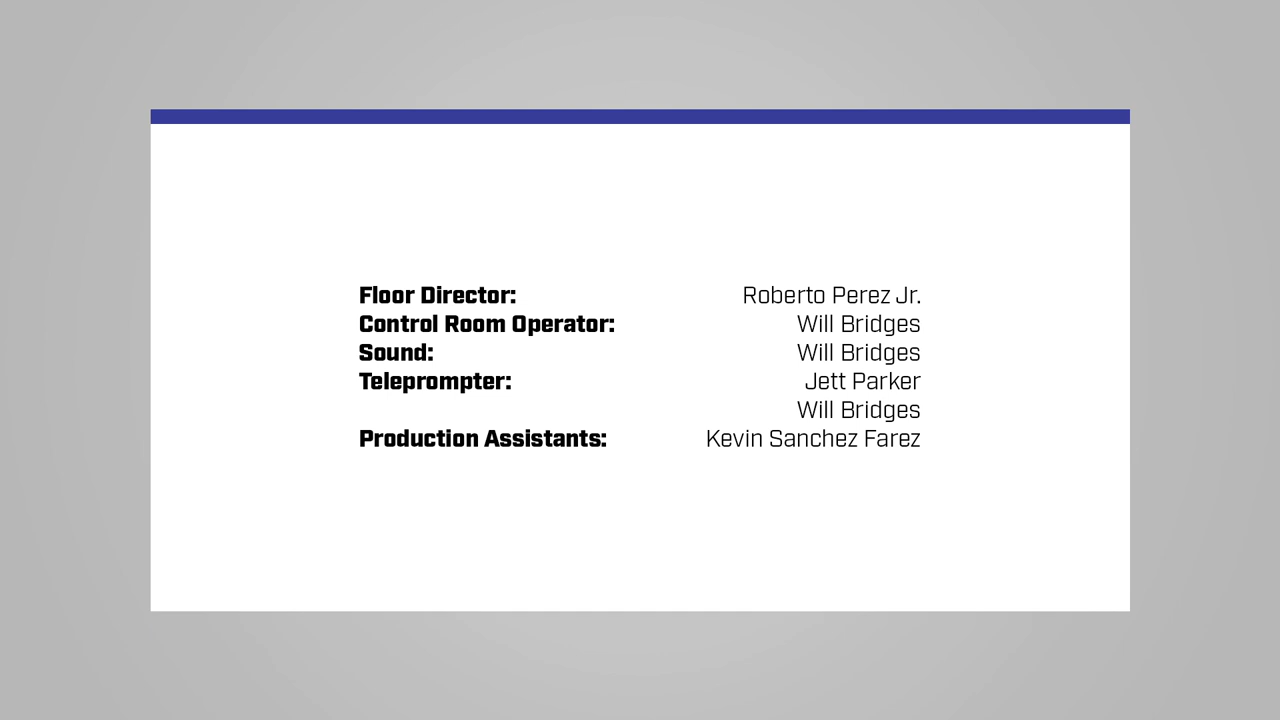 Floor Director: Roberto Perez Jr.
Control Room Operator: Will Bridges
Sound: Will Bridges
Teleprompter: Jett Parker
Will Bridges
Production Assistants: Kevin Sanchez Farez